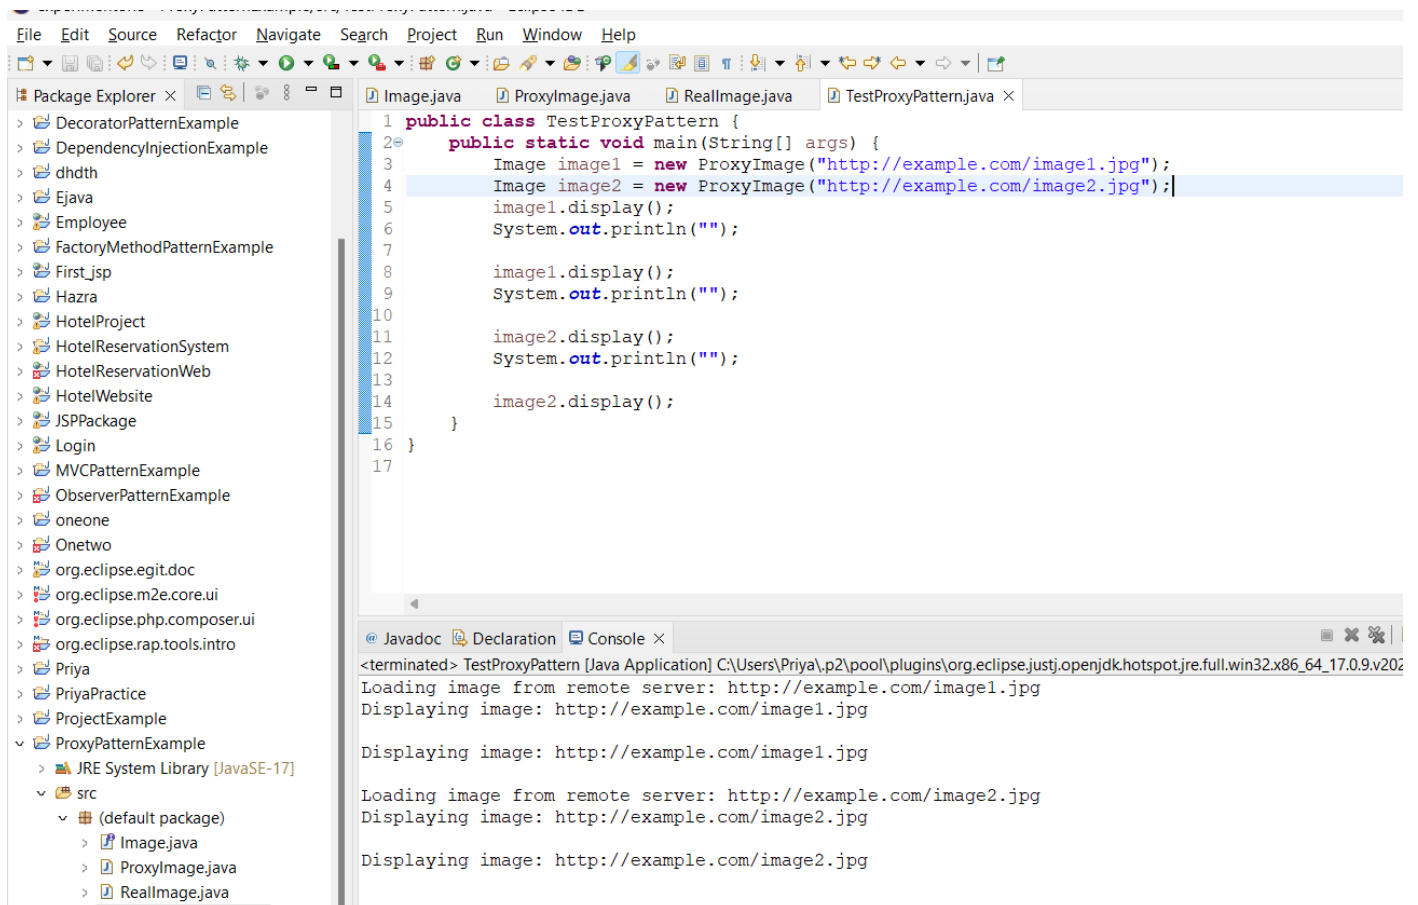 File Edit Source Refactor Navigate Search Project Run Window Help
Package Explorer
DecoratorPatternExample
DependencyInjectionExample
dhdth
Ejava
Employee
FactoryMethodPatternExample
First_jsp
Hazra
HotelProject
HotelReservationSystem
HotelReservationWeb
HotelWebsite
JSPPackage
Login
MVCPatternExample
ObserverPatternExample
oneone
Onetwo
org.eclipse.egit.doc
org.eclipse.m2e.core.ui
org.eclipse.php.composer.ui
org.eclipse.rap.tools.intro
Priya
PriyaPractice
ProjectExample
ProxyPatternExample
JRE System Library [JavaSE-17]
src
(default package)
Image.java
ProxyImage.java
RealImage.java
Image.java ProxyImage.java RealImage.java TestProxyPattern.java
1 public class TestProxyPattern {
2 public static void main(String[] args) {
3 Image image1 = new ProxyImage("http://example.com/image1.jpg");
4 Image image2 = new ProxyImage("http://example.com/image2.jpg");
5 image1.display();
6 System.out.println("");
7
8 image1.display();
9 System.out.println("");
10
11 image2.display();
12 System.out.println("");
13
14 image2.display();
15 }
16 }
17
@ Javadoc Declaration Console
<terminated> TestProxyPattern [Java Application] C:\Users\Priya\.p2\pool\plugins\org.eclipse.justj.openjdk.hotspot.jre.full.win32.x86_64_17.0.9.v202
Loading image from remote server: http://example.com/image1.jpg
Displaying image: http://example.com/image1.jpg
Displaying image: http://example.com/image1.jpg
Loading image from remote server: http://example.com/image2.jpg
Displaying image: http://example.com/image2.jpg
Displaying image: http://example.com/image2.jpg